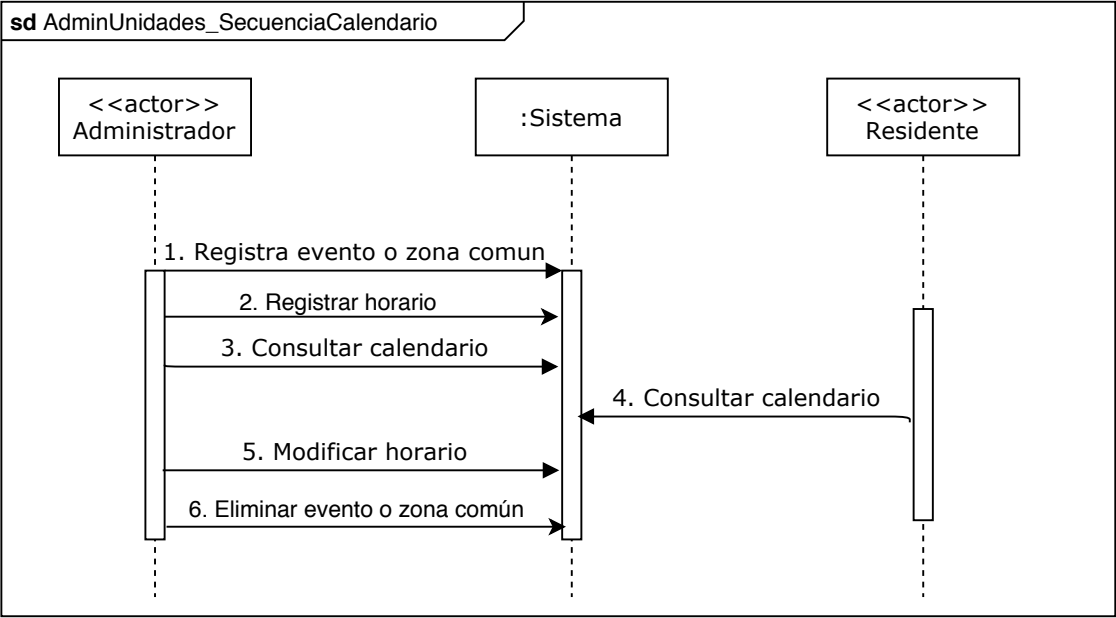 sd AdminUnidades_SecuenciaCalendario
<<actor>>
Administrador
:Sistema
<<actor>>
Residente
1. Registra evento o zona comun
2. Registrar horario
3. Consultar calendario
4. Consultar calendario
5. Modificar horario
6. Eliminar evento o zona común